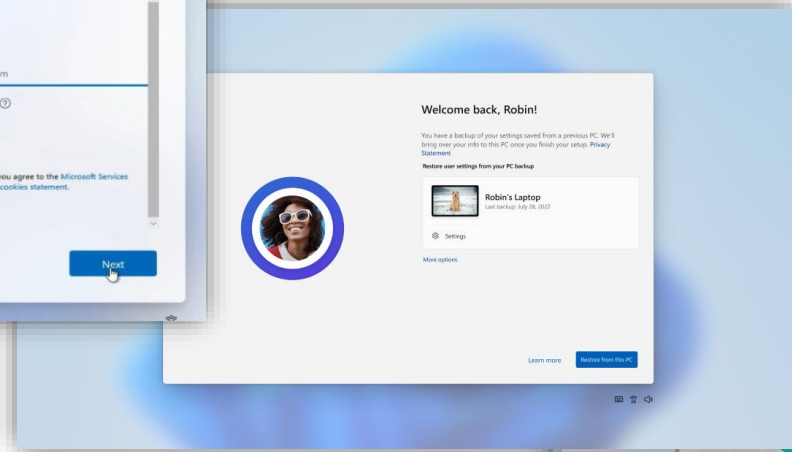 m
you agree to the Microsoft Services
cookies statement.
Next
Welcome back, Robin!
You have a backup of your settings saved from a previous PC. We'll
bring over your info to this PC once you finish your setup. Privacy
Statement
Restore user settings from your PC backup
Robin's Laptop
Last backup: July 28, 2022
Settings
More options
Learn more
Restore from this PC